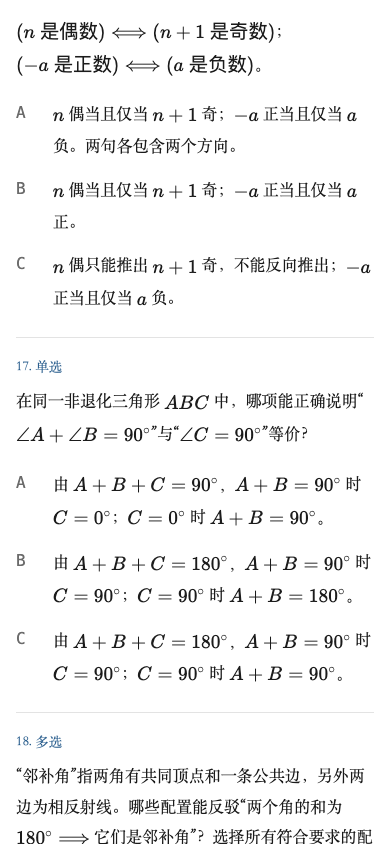 (n 是偶数) ⟺ (n + 1 是奇数)；
(−a 是正数) ⟺ (a 是负数)。
A n 偶当且仅当 n + 1 奇；−a 正当且仅当 a
负。两句各包含两个方向。
B n 偶当且仅当 n + 1 奇；−a 正当且仅当 a
正。
C n 偶只能推出 n + 1 奇，不能反向推出；−a
正当且仅当 a 负。
17. 单选
在同一非退化三角形 ABC 中，哪项能正确说明“
∠A + ∠B = 90°”与“∠C = 90°”等价？
A 由 A + B + C = 90°，A + B = 90° 时
C = 0°；C = 0° 时 A + B = 90°。
B 由 A + B + C = 180°，A + B = 90° 时
C = 90°；C = 90° 时 A + B = 180°。
C 由 A + B + C = 180°，A + B = 90° 时
C = 90°；C = 90° 时 A + B = 90°。
18. 多选
“邻补角”指两角有共同顶点和一条公共边，另外两
边为相反射线。哪些配置能反驳“两个角的和为
180° ⟹ 它们是邻补角”？选择所有符合要求的配